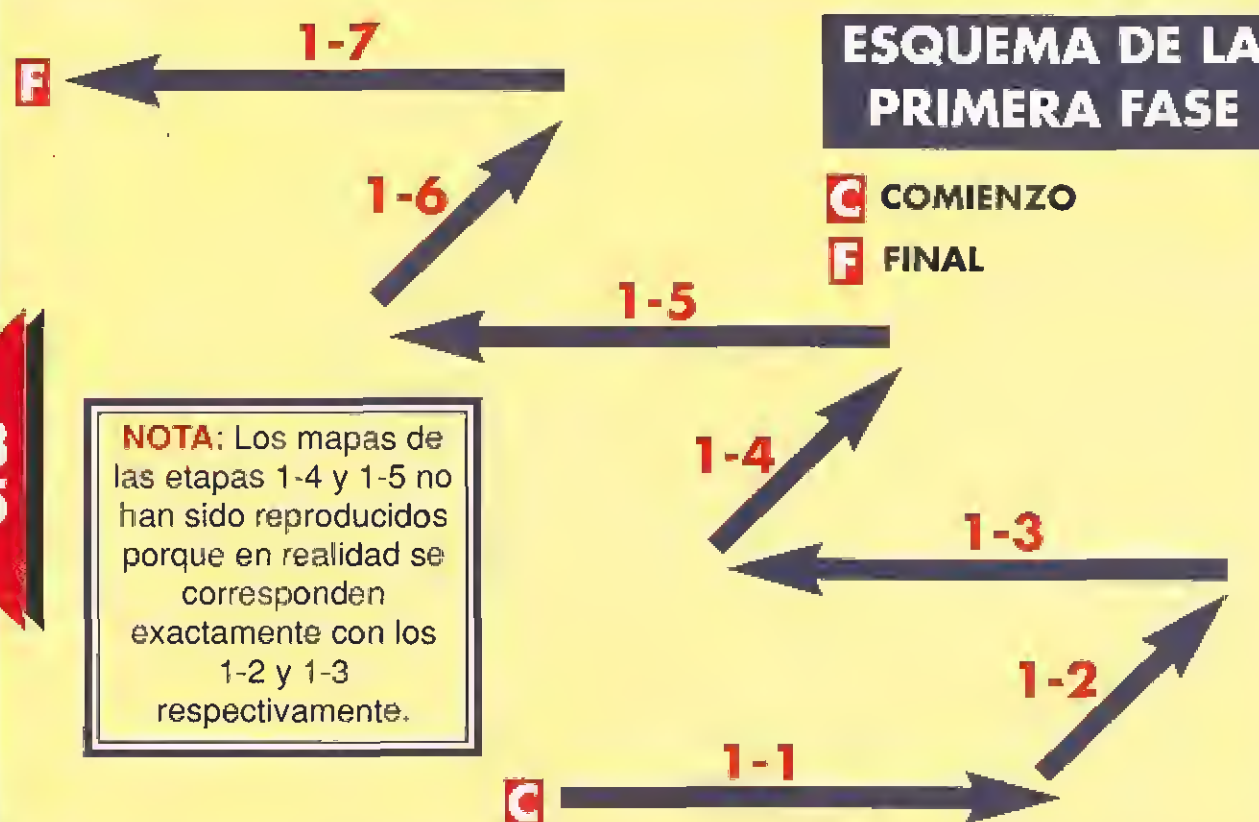 ESQUEMA DE LA
PRIMERA FASE
C COMIENZO
F FINAL
F
1-7
1-6
1-5
1-4
1-3
1-2
1-1
C
NOTA: Los mapas de
las etapas 1-4 y 1-5 no
han sido reproducidos
porque en realidad se
corresponden
exactamente con los
1-2 y 1-3
respectivamente.